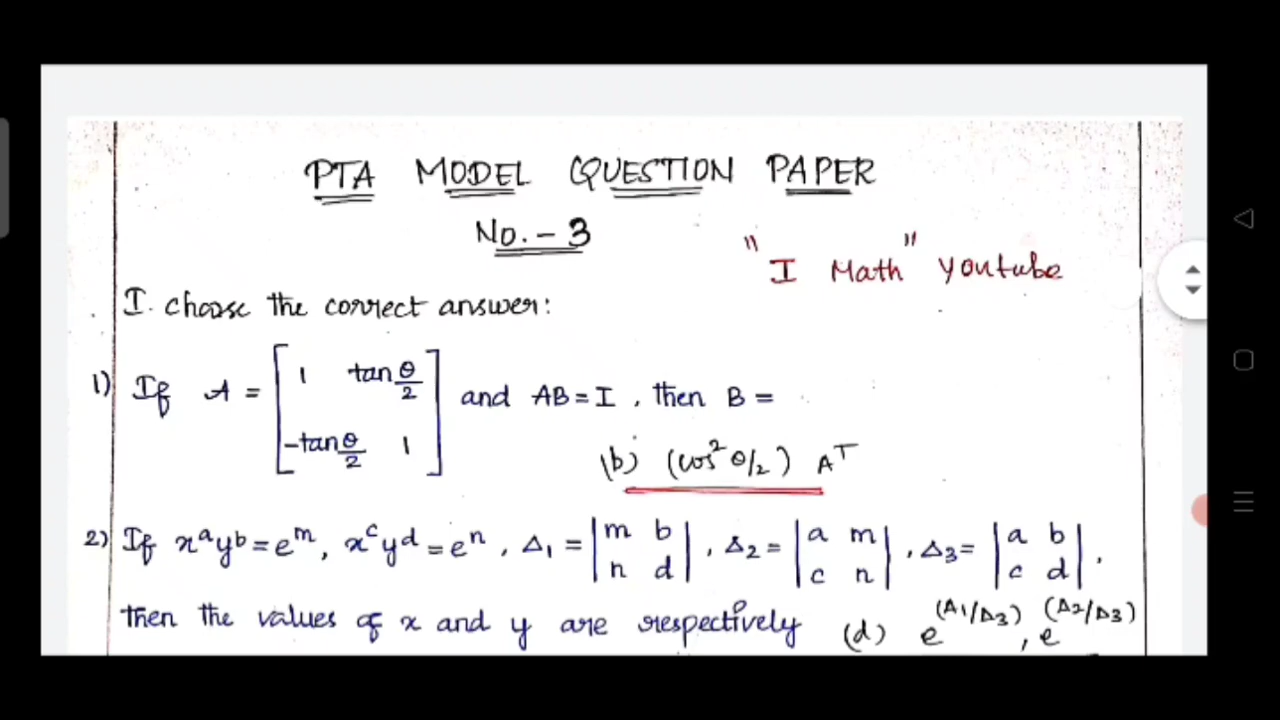 PTA MODEL QUESTION PAPER
No. - 3
"I Math" youtube
I. choose the correct answer:
1) If A = [ 1 tan θ/2 -tan θ/2 1 ] and AB = I , then B =
(b) (cos² θ/2) Aᵀ
2) If xᵃyᵇ = eᵐ, xᶜyᵈ = eⁿ, Δ₁ = | m b n d |, Δ₂ = | a m c n |, Δ₃ = | a b c d |,
then the values of x and y are respectively (d) e^(Δ1/Δ3), e^(Δ2/Δ3)